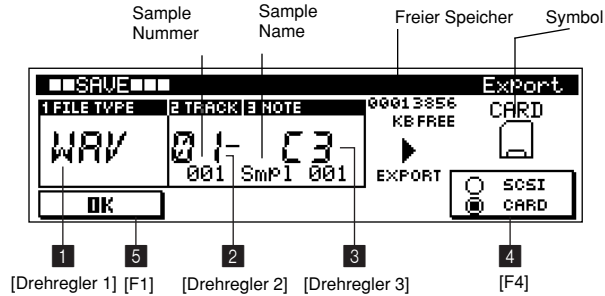 Sample Nummer
Sample Name
Freier Speicher
Symbol
SAVE
Export
1 FILE TYPE
2 TRACK
3 NOTE
00013856 KB FREE
CARD
WAV
01-
C3
001 Smpl 001
EXPORT
OK
SCSI
CARD
1
5
2
3
4
[Drehregler 1]
[F1]
[Drehregler 2]
[Drehregler 3]
[F4]